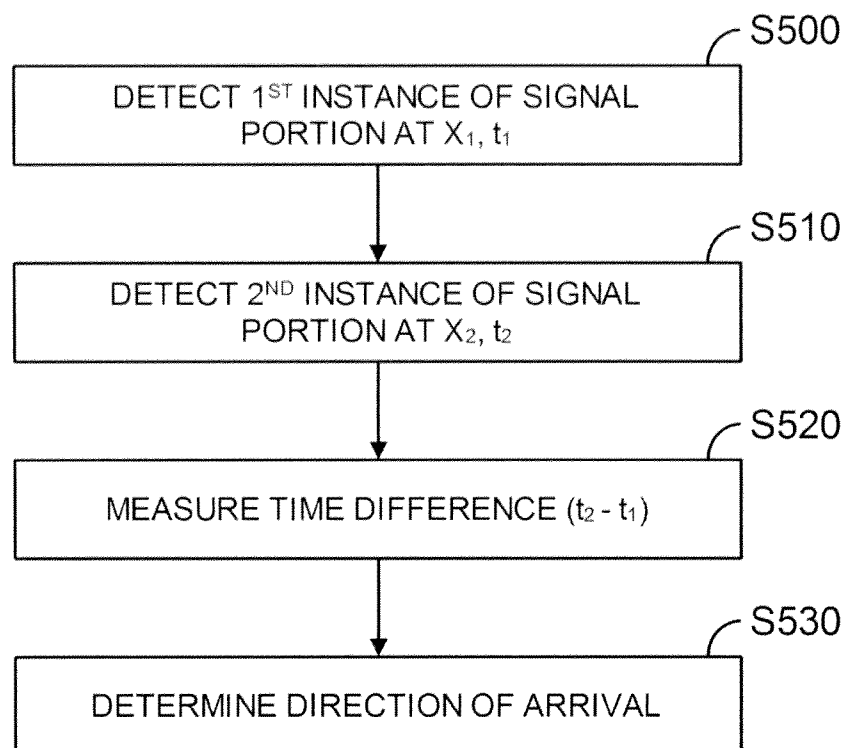 S500
DETECT 1ST INSTANCE OF SIGNAL
PORTION AT X₁, t₁
S510
DETECT 2ND INSTANCE OF SIGNAL
PORTION AT X₂, t₂
S520
MEASURE TIME DIFFERENCE (t₂ - t₁)
S530
DETERMINE DIRECTION OF ARRIVAL